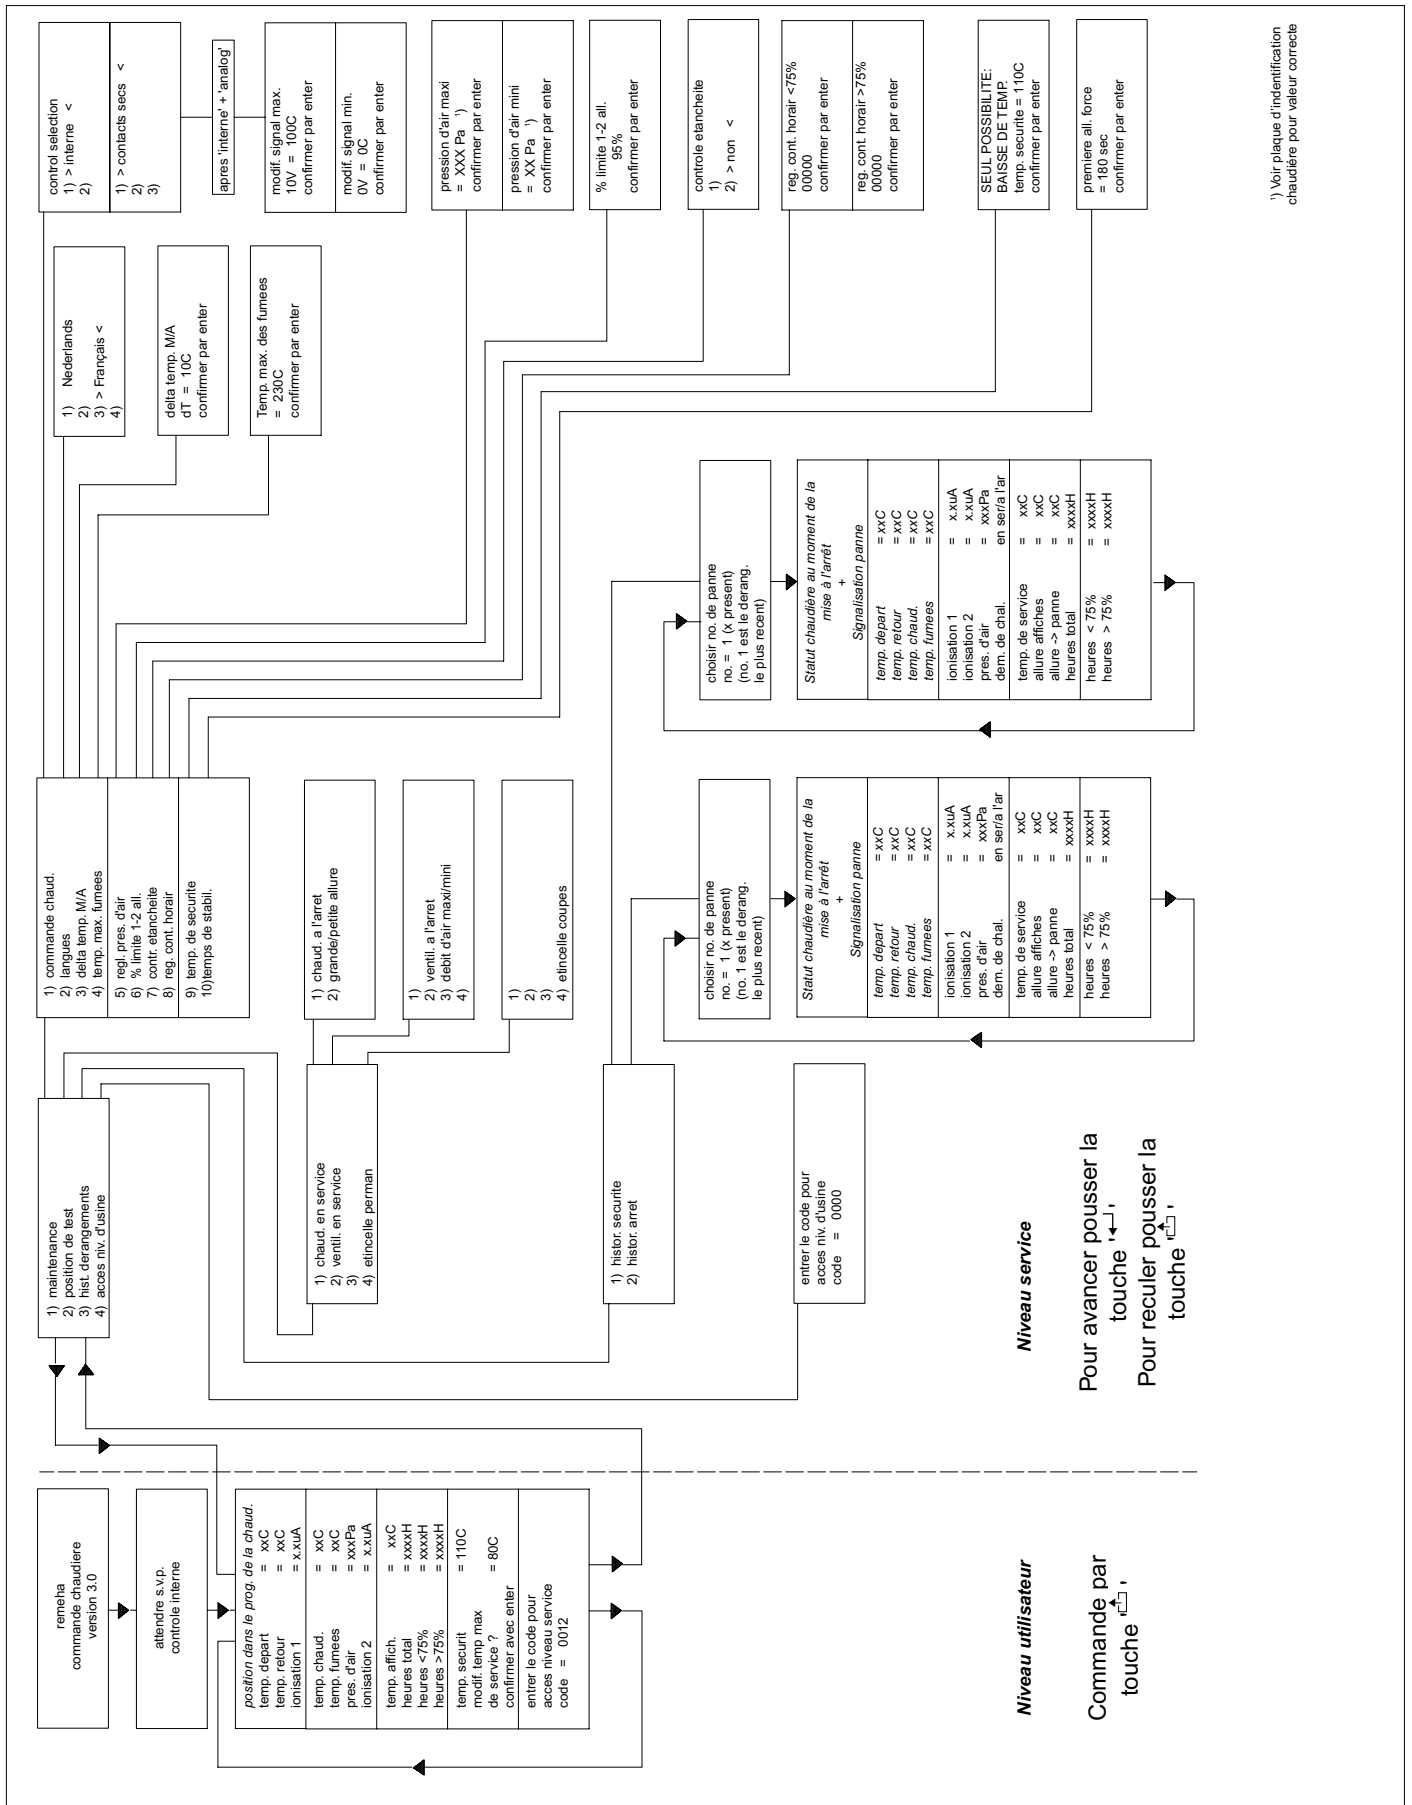 remeha
commande chaudiere
version 3.0
attendre s.v.p.
controle interne
position dans le prog. de la chaud.
temp. depart = xxC
temp. retour = xxC
ionisation 1 = x.xuA
temp. chaud. = xxC
temp. fumees = xxC
pres. d'air = xxxPa
ionisation 2 = x.xuA
temp. affich. = xxC
heures total = xxxxH
heures <75% = xxxxH
heures >75% = xxxxH
temp. securit = 110C
modif. temp max
de service ? = 80C
confirmer avec enter
entrer le code pour
acces niveau service
code = 0012
Niveau utilisateur
Commande par
touche ' '
1) maintenance
2) position de test
3) hist. derangements
4) acces niv. d'usine
1) chaud. en service
2) ventil. en service
3)
4) etincelle perman
1) histor. securite
2) histor. arret
entrer le code pour
acces niv. d'usine
code = 0000
Niveau service
Pour avancer pousser la
touche '↵'
Pour reculer pousser la
touche ' '
1) commande chaud.
2) langues
3) delta temp. M/A
4) temp. max. fumees
5) regl. pres. d'air
6) % limite 1-2 all.
7) contr. etancheite
8) reg. cont. horair
9) temp. de securite
10)temps de stabil.
1) chaud. a l'arret
2) grande/petite allure
1)
2) ventil. a l'arret
3) debit d'air maxi/mini
4)
1)
2)
3)
4) etincelle coupes
choisir no. de panne
no. = 1 (x present)
(no. 1 est le derang.
le plus recent)
Statut chaudière au moment de la
mise à l'arrêt
+
Signalisation panne
temp. depart = xxC
temp. retour = xxC
temp. chaud. = xxC
temp. fumees = xxC
ionisation 1 = x.xuA
ionisation 2 = x.xuA
pres. d'air = xxxPa
dem. de chal. en ser/a l'ar
temp. de service = xxC
allure affiches = xxC
allure -> panne = xxC
heures total = xxxxH
heures < 75% = xxxxH
heures > 75% = xxxxH
choisir no. de panne
no. = 1 (x present)
(no. 1 est le derang.
le plus recent)
Statut chaudière au moment de la
mise à l'arrêt
+
Signalisation panne
temp. depart = xxC
temp. retour = xxC
temp. chaud. = xxC
temp. fumees = xxC
ionisation 1 = x.xuA
ionisation 2 = x.xuA
pres. d'air = xxxPa
dem. de chal. en ser/a l'ar
temp. de service = xxC
allure affiches = xxC
allure -> panne = xxC
heures total = xxxxH
heures < 75% = xxxxH
heures > 75% = xxxxH
1) Nederlands
2)
3) > Français <
4)
delta temp. M/A
dT = 10C
confirmer par enter
Temp. max. des fumees
= 230C
confirmer par enter
control selection
1) > interne <
2)
1) > contacts secs <
2)
3)
apres 'interne' + 'analog'
modif. signal max.
10V = 100C
confirmer par enter
modif. signal min.
0V = 0C
confirmer par enter
pression d'air maxi
= XXX Pa ¹)
confirmer par enter
pression d'air mini
= XX Pa ¹)
confirmer par enter
% limite 1-2 all.
95%
confirmer par enter
controle etancheite
1)
2) > non <
reg. cont. horair <75%
00000
confirmer par enter
reg. cont. horair >75%
00000
confirmer par enter
SEUL POSSIBILITE:
BAISSE DE TEMP.
temp. securite = 110C
confirmer par enter
premiere all. force
= 180 sec
confirmer par enter
¹) Voir plaque d'indentification
chaudière pour valeur correcte